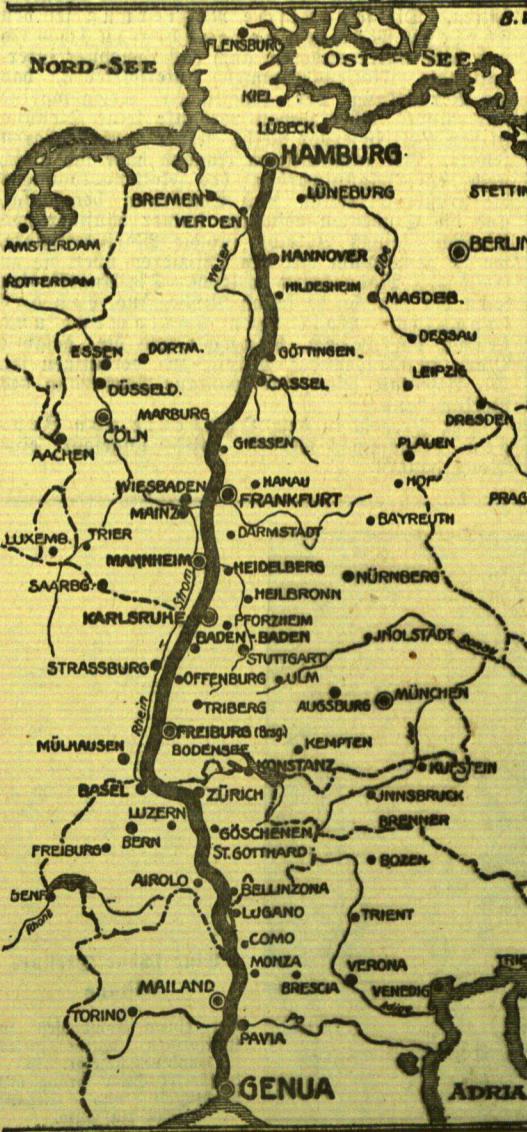 FLENSBURG
OST - SEE
NORD-SEE
KIEL
LÜBECK
HAMBURG
BREMEN
LÜNEBURG
STETTIN
VERDEN
AMSTERDAM
BERLIN
Weser
HANNOVER
Elbe
ROTTERDAM
HILDESHEIM
MAGDEB.
DESSAU
ESSEN
DORTM.
GÖTTINGEN.
LEIPZIG
DÜSSELD.
CASSEL
MARBURG
DRESDEN
CÖLN
AACHEN
GIESSEN
PLAUEN
WIESBADEN
HANAU
HOF
FRANKFURT
PRAG
MAINZ
BAYREUTH
LUXEMB.
TRIER
DARMSTADT
MANNHEIM
HEIDELBERG
NÜRNBERG
SAARBG.
Strom
HEILBRONN
KARLSRUHE
PFORZHEIM
BADEN-BADEN
JNOLSTADT
Donau
STUTTGART
STRASSBURG
OFFENBURG
ULM
AUGSBURG
MÜNCHEN
TRIBERG
Rhein
FREIBURG (Brsg.)
MÜLHAUSEN
BODENSEE
KEMPTEN
KONSTANZ
KUFSTEIN
BASEL
ZÜRICH
JNNSBRUCK
LUZERN
BERN
GÖSCHENEN
BRENNER
FREIBURG
ST. GOTTHARD
BOZEN
AIROLO
BELLINZONA
GENF
Rhone
LUGANO
TRIENT
COMO
MONZA
VERONA
BRESCIA
MAILAND
VENEDIG
Adige
TORINO
Po
PAVIA
GENUA
ADRIA